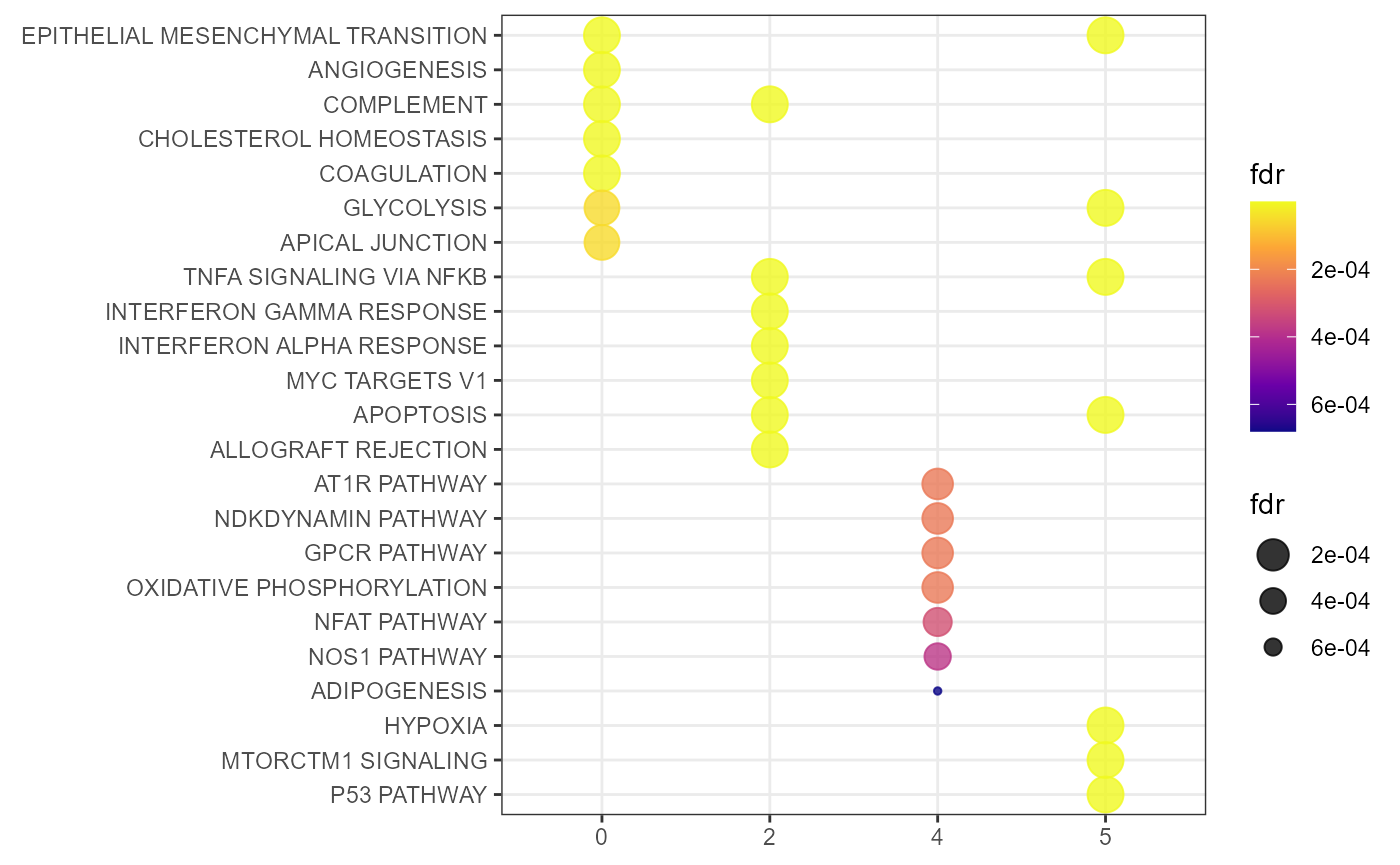 EPITHELIAL MESENCHYMAL TRANSITION
ANGIOGENESIS
COMPLEMENT
CHOLESTEROL HOMEOSTASIS
COAGULATION
GLYCOLYSIS
APICAL JUNCTION
TNFA SIGNALING VIA NFKB
INTERFERON GAMMA RESPONSE
INTERFERON ALPHA RESPONSE
MYC TARGETS V1
APOPTOSIS
ALLOGRAFT REJECTION
AT1R PATHWAY
NDKDYNAMIN PATHWAY
GPCR PATHWAY
OXIDATIVE PHOSPHORYLATION
NFAT PATHWAY
NOS1 PATHWAY
ADIPOGENESIS
HYPOXIA
MTORCTM1 SIGNALING
P53 PATHWAY
0 2 4 5
fdr
2e-04
4e-04
6e-04
fdr
2e-04
4e-04
6e-04